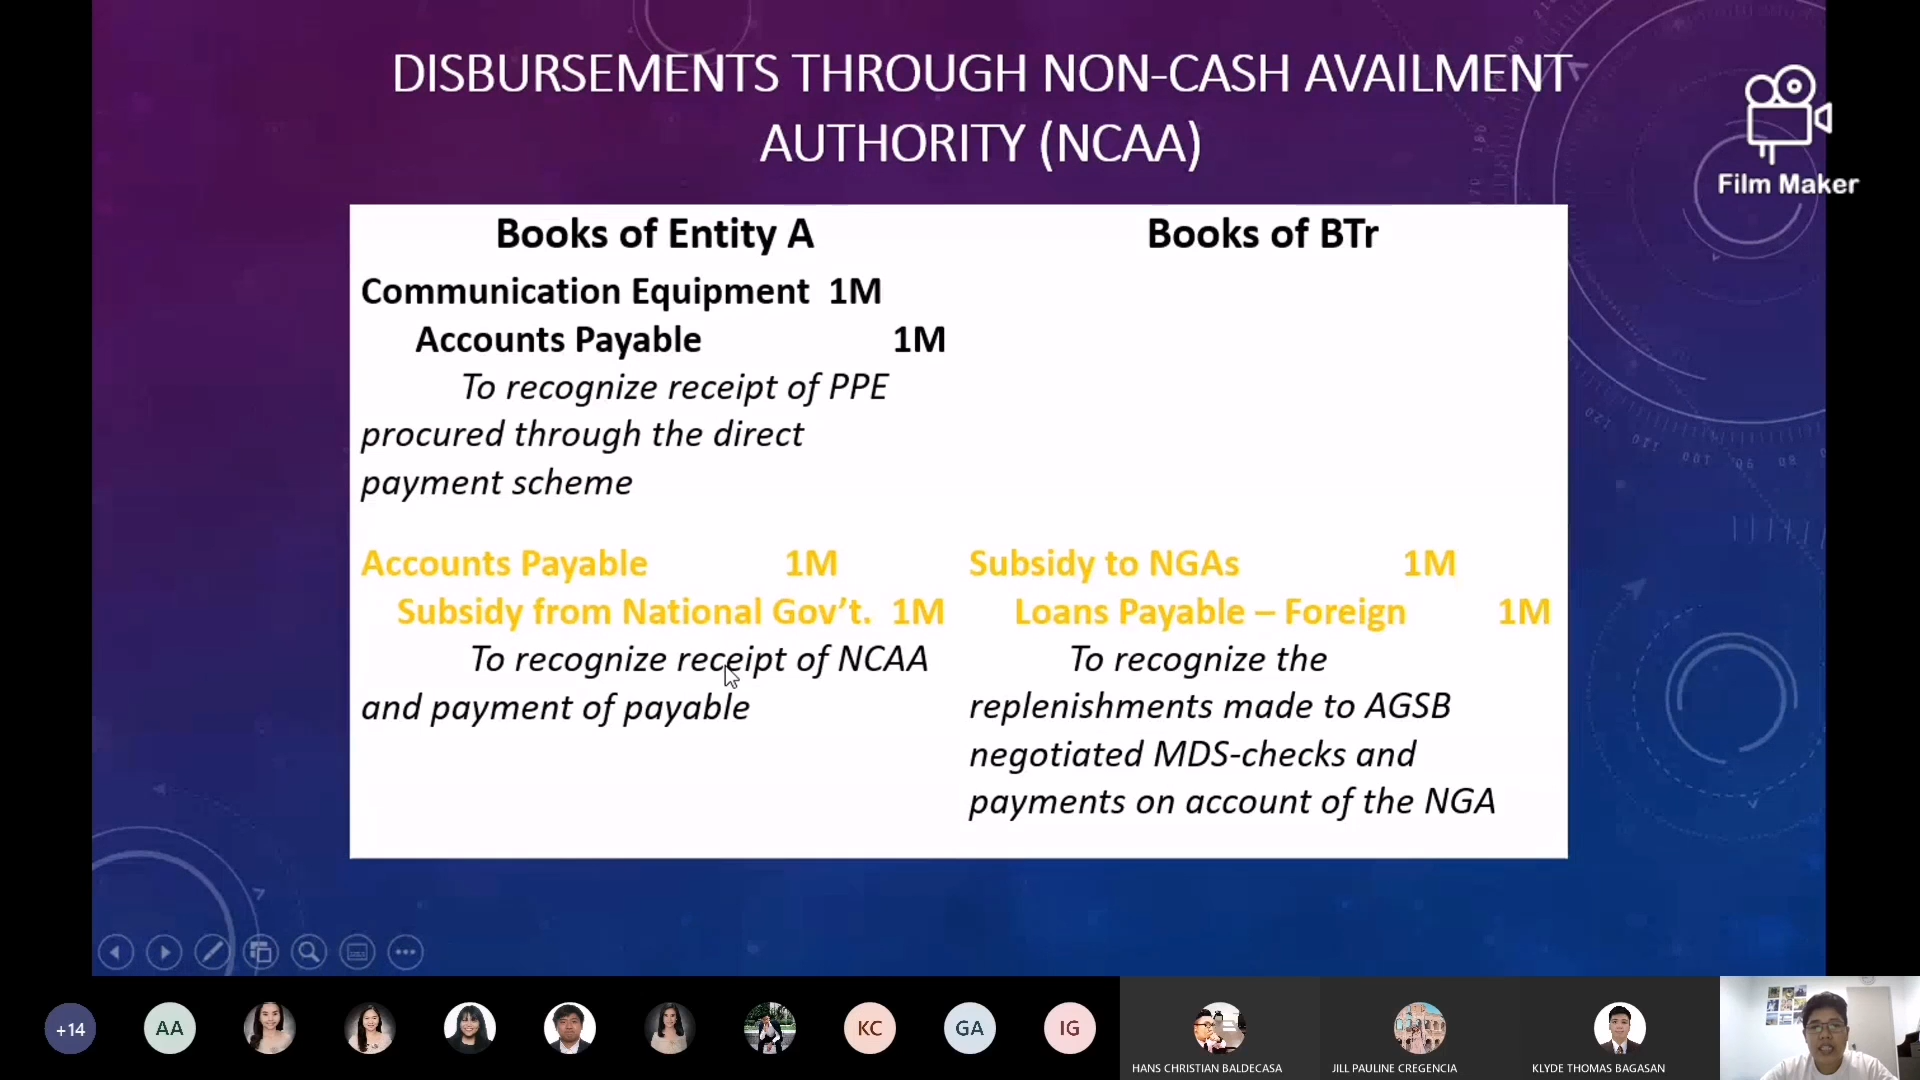 DISBURSEMENTS THROUGH NON-CASH AVAILMENT
AUTHORITY (NCAA)
Film Maker
Books of Entity A
Communication Equipment 1M
Accounts Payable 1M
To recognize receipt of PPE
procured through the direct
payment scheme
Accounts Payable 1M
Subsidy from National Gov’t. 1M
To recognize receipt of NCAA
and payment of payable
Books of BTr
Subsidy to NGAs 1M
Loans Payable – Foreign 1M
To recognize the
replenishments made to AGSB
negotiated MDS-checks and
payments on account of the NGA
+14
AA
KC
GA
IG
HANS CHRISTIAN BALDECASA
JILL PAULINE CREGENCIA
KLYDE THOMAS BAGASAN